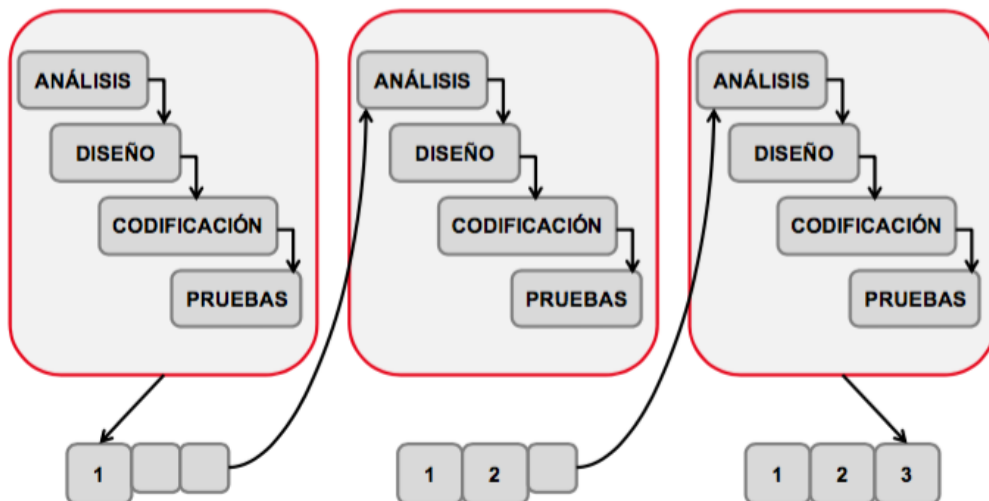 ANÁLISIS
DISEÑO
CODIFICACIÓN
PRUEBAS
ANÁLISIS
DISEÑO
CODIFICACIÓN
PRUEBAS
ANÁLISIS
DISEÑO
CODIFICACIÓN
PRUEBAS
1
1 2
1 2 3